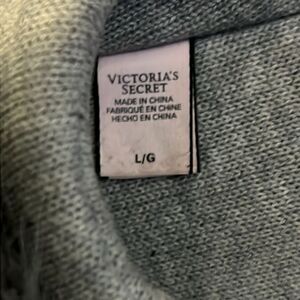 VICTORIA'S
SECRET
MADE IN CHINA
FABRIQUÉ EN CHINE
HECHO EN CHINA
L/G